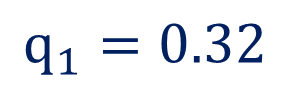 q₁ = 0.32